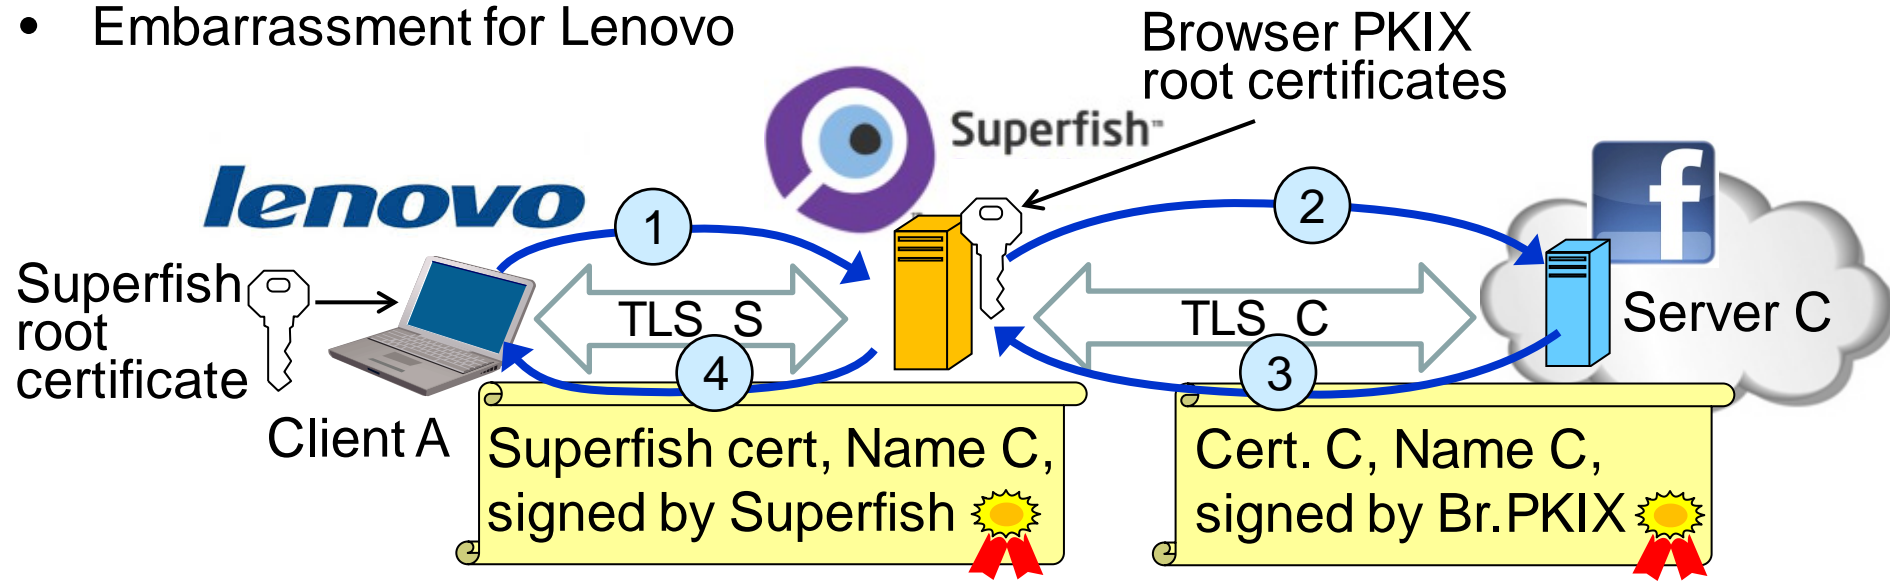 • Embarrassment for Lenovo
Browser PKIX
root certificates
Superfish™
lenovo
f
1
2
Superfish
root
certificate
TLS_S
TLS_C
Server C
4
3
Client A
Superfish cert, Name C,
signed by Superfish
Cert. C, Name C,
signed by Br.PKIX